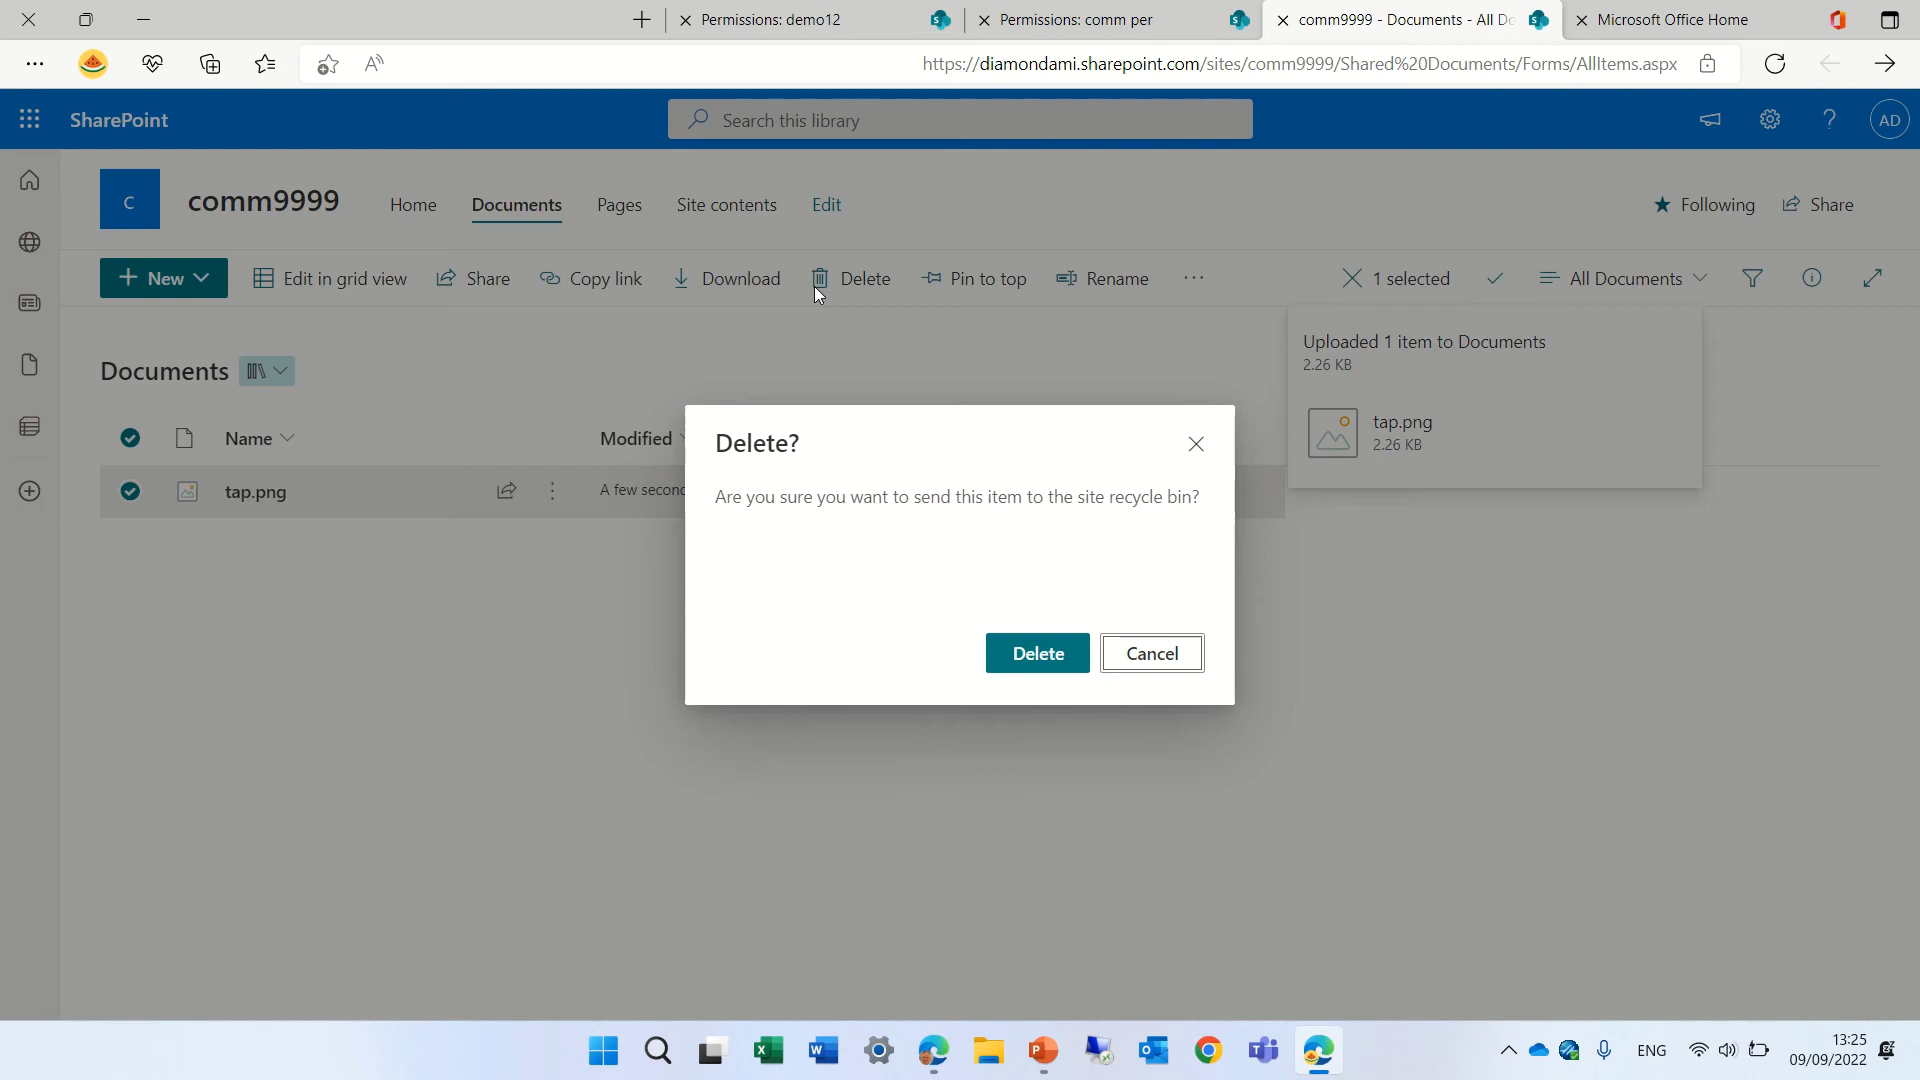 Permissions: demo12
Permissions: comm per
comm9999 - Documents - All Do
Microsoft Office Home
https://diamondami.sharepoint.com/sites/comm9999/Shared%20Documents/Forms/AllItems.aspx
SharePoint
Search this library
AD
C
comm9999
Home
Documents
Pages
Site contents
Edit
Following
Share
New
Edit in grid view
Share
Copy link
Download
Delete
Pin to top
Rename
1 selected
All Documents
Uploaded 1 item to Documents
2.26 KB
tap.png
2.26 KB
Documents
Name
Modified
tap.png
A few second
Delete?
Are you sure you want to send this item to the site recycle bin?
Delete
Cancel
ENG
13:25
09/09/2022